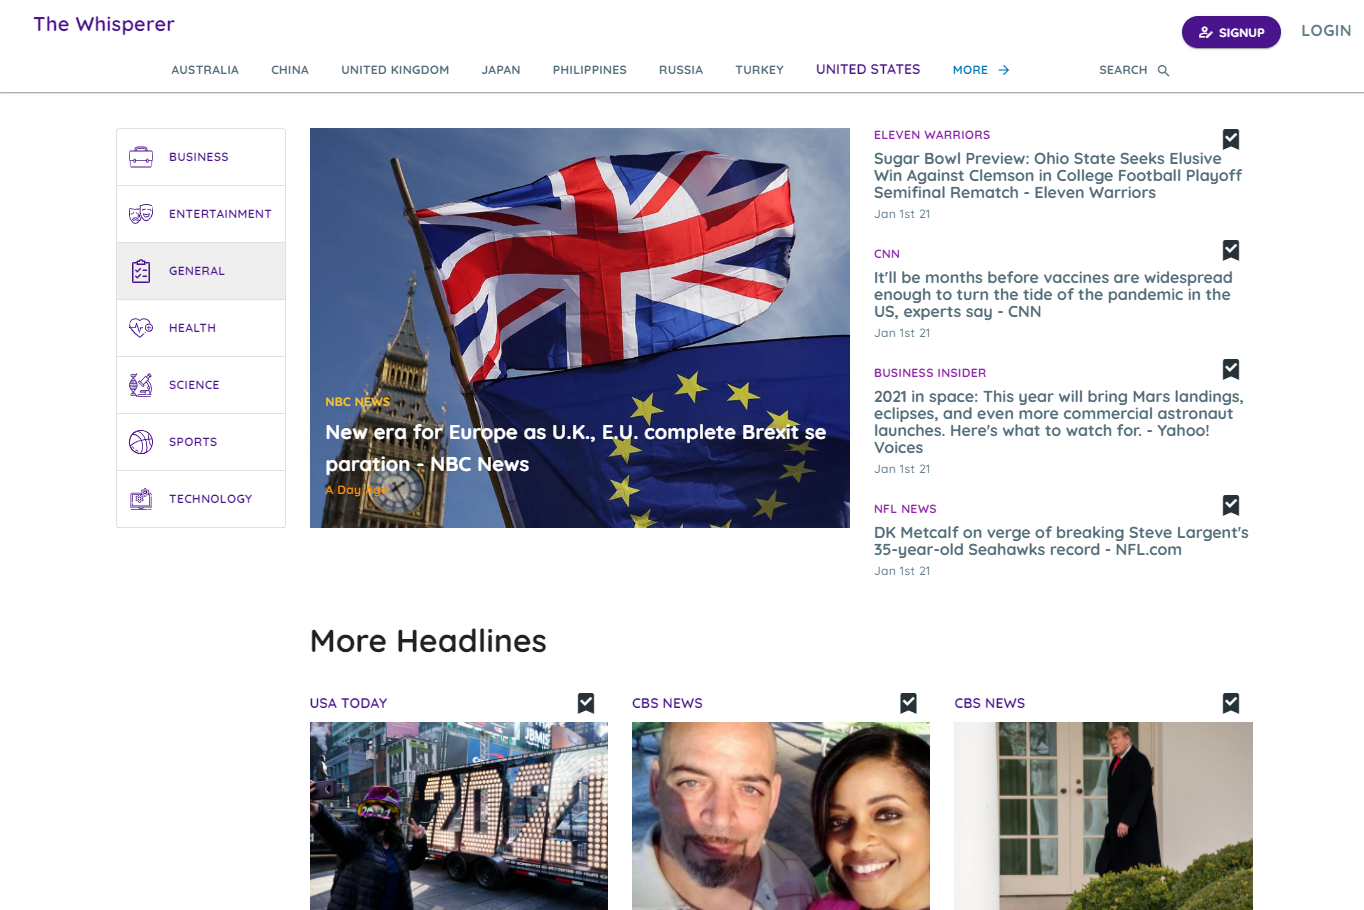 The Whisperer
SIGNUP
LOGIN
AUSTRALIA CHINA UNITED KINGDOM JAPAN PHILIPPINES RUSSIA TURKEY UNITED STATES MORE SEARCH
BUSINESS
ENTERTAINMENT
GENERAL
HEALTH
SCIENCE
SPORTS
TECHNOLOGY
NBC NEWS
New era for Europe as U.K., E.U. complete Brexit se
paration - NBC News
A Day Ago
ELEVEN WARRIORS
Sugar Bowl Preview: Ohio State Seeks Elusive
Win Against Clemson in College Football Playoff
Semifinal Rematch - Eleven Warriors
Jan 1st 21
CNN
It'll be months before vaccines are widespread
enough to turn the tide of the pandemic in the
US, experts say - CNN
Jan 1st 21
BUSINESS INSIDER
2021 in space: This year will bring Mars landings,
eclipses, and even more commercial astronaut
launches. Here's what to watch for. - Yahoo!
Voices
Jan 1st 21
NFL NEWS
DK Metcalf on verge of breaking Steve Largent's
35-year-old Seahawks record - NFL.com
Jan 1st 21
More Headlines
USA TODAY
JBMIS
2021
CBS NEWS
CBS NEWS